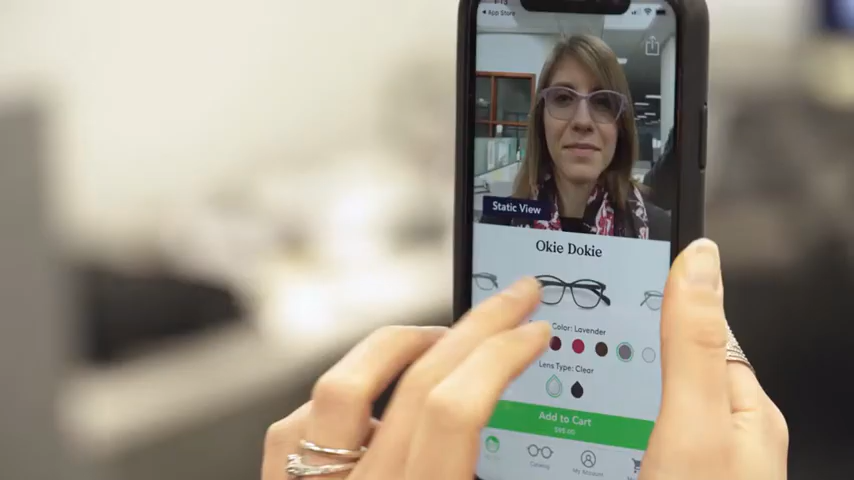 App Store
Static View
Okie Dokie
Color: Lavender
Lens Type: Clear
Add to Cart
Catalog
My Account